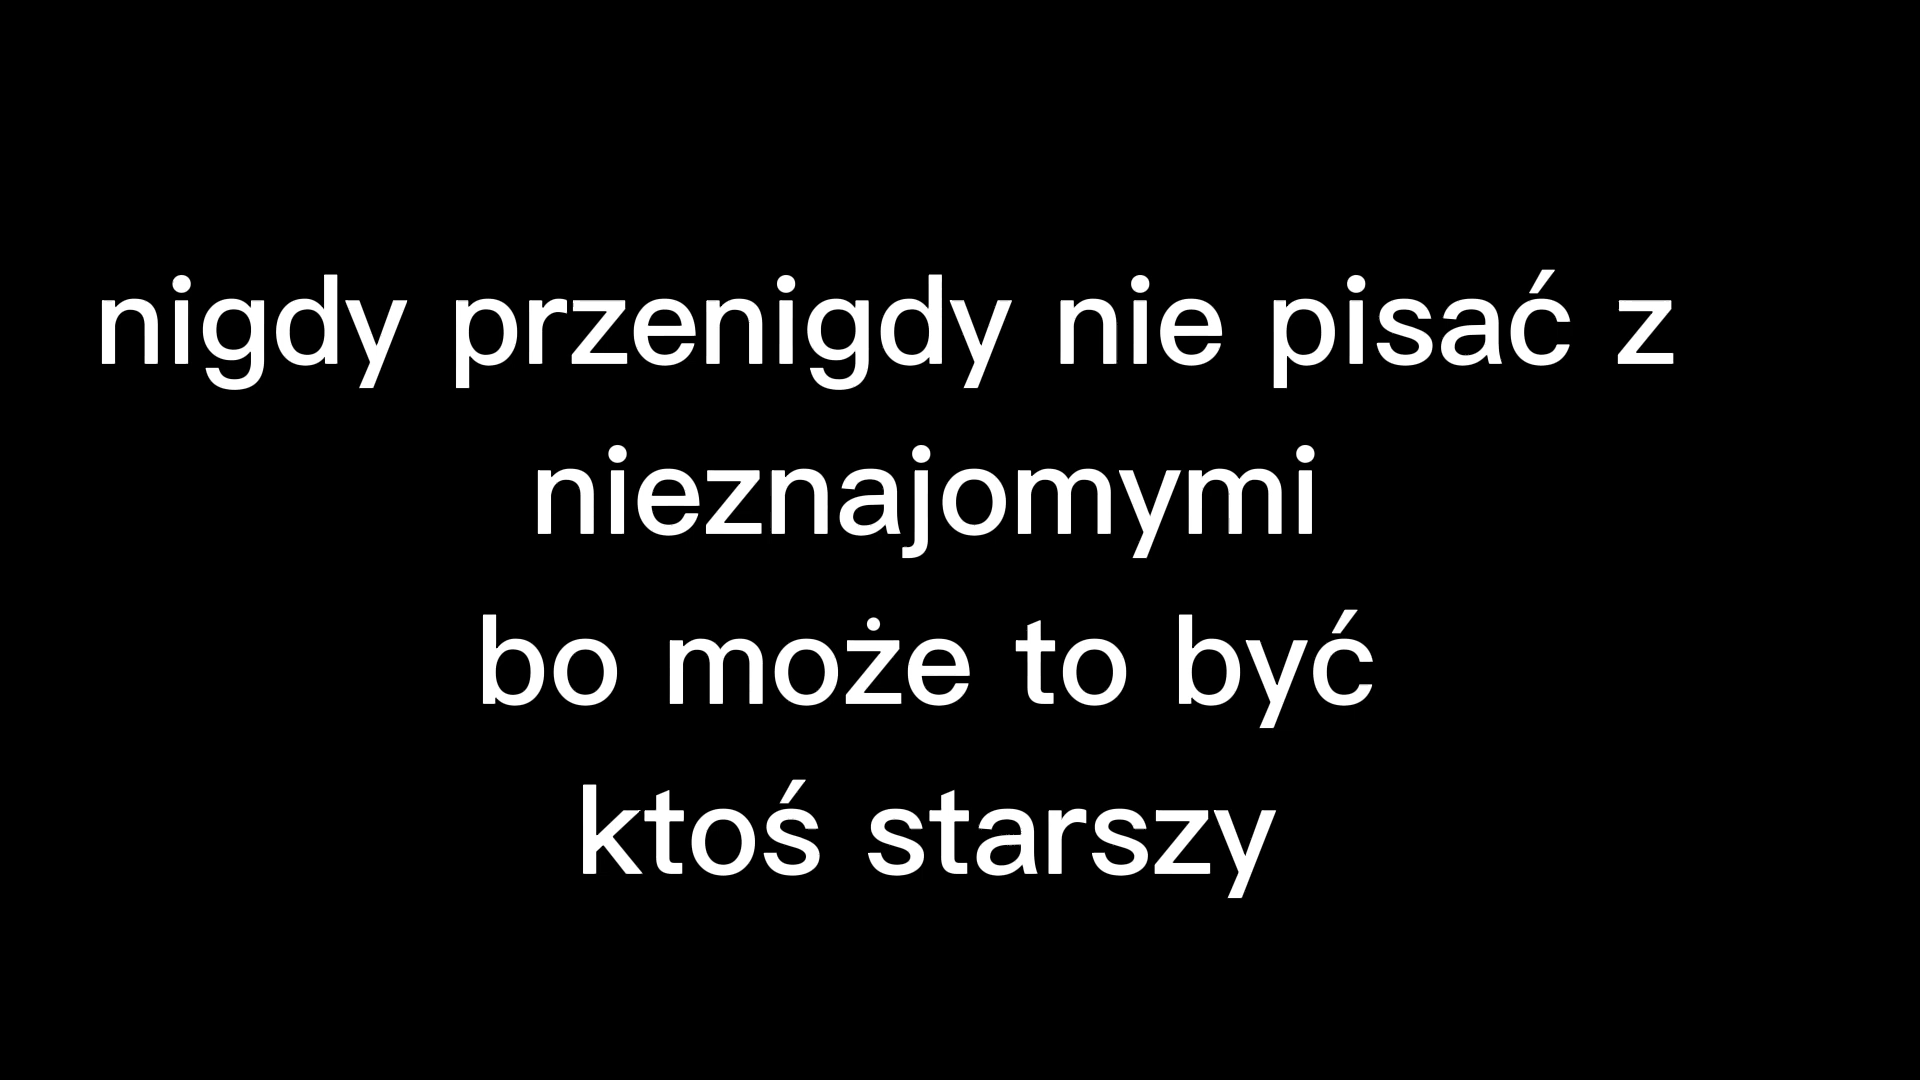 nigdy przenigdy nie pisać z
nieznajomymi
bo może to być
ktoś starszy